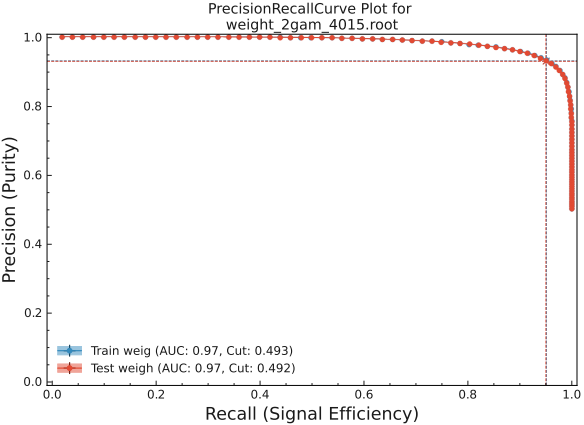 PrecisionRecallCurve Plot for
weight_2gam_4015.root
1.0
0.8
0.6
0.4
0.2
0.0
Precision (Purity)
Train weig (AUC: 0.97, Cut: 0.493)
Test weigh (AUC: 0.97, Cut: 0.492)
0.0 0.2 0.4 0.6 0.8 1.0
Recall (Signal Efficiency)